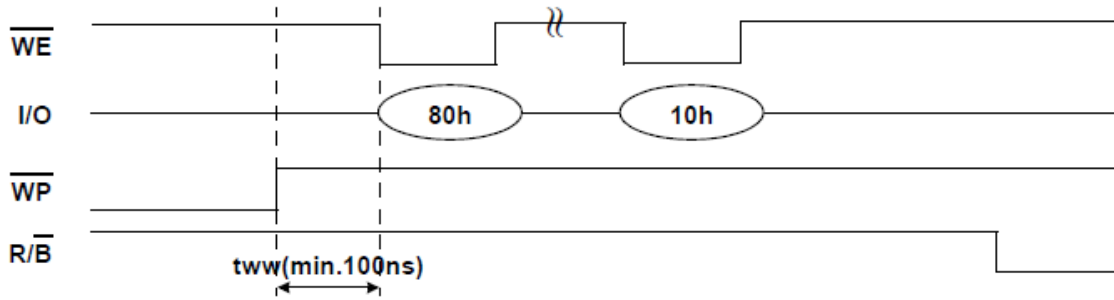 WE
I/O
80h
10h
WP
R/B
tww(min.100ns)